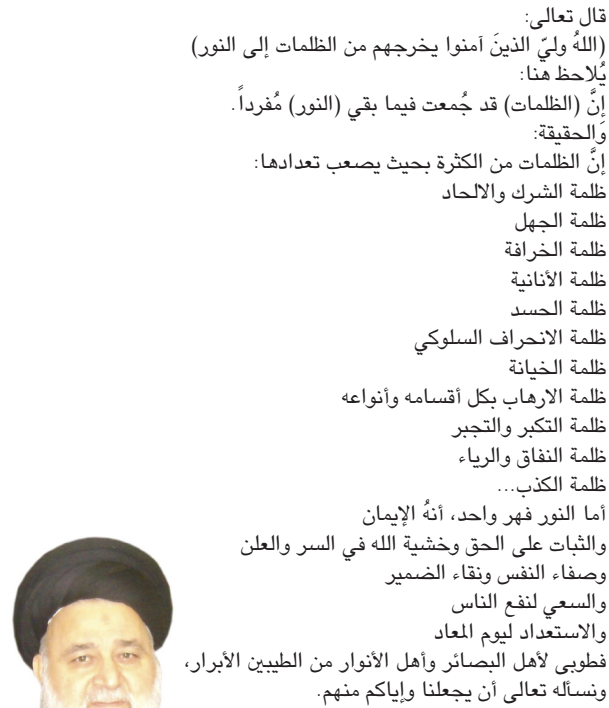 قال تعالى:
(اللهُ وليّ الذينَ آمنوا يخرجهم من الظلمات إلى النور)
يُلاحظ هنا:
إنَّ (الظلمات) قد جُمعت فيما بقي (النور) مُفرداً.
وَالحقيقة:
إنَّ الظلمات من الكثرة بحيث يصعب تعدادها:
ظلمة الشرك والالحاد
ظلمة الجهل
ظلمة الخرافة
ظلمة الأنانية
ظلمة الحسد
ظلمة الانحراف السلوكي
ظلمة الخيانة
ظلمة الارهاب بكل أقسامه وأنواعه
ظلمة التكبر والتجبر
ظلمة النفاق والرياء
ظلمة الكذب...
أما النور فهر واحد، أنهُ الإيمان
والثبات على الحق وخشية الله في السر والعلن
وصفاء النفس ونقاء الضمير
والسعي لنفع الناس
والاستعداد ليوم المعاد
فطوبى لأهل البصائر وأهل الأنوار من الطيبين الأبرار،
ونسأله تعالى أن يجعلنا وإياكم منهم.